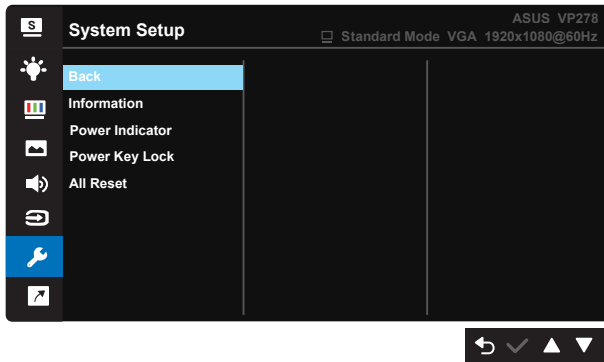 S
System Setup
ASUS VP278
Standard Mode VGA 1920x1080@60Hz
Back
Information
Power Indicator
Power Key Lock
All Reset